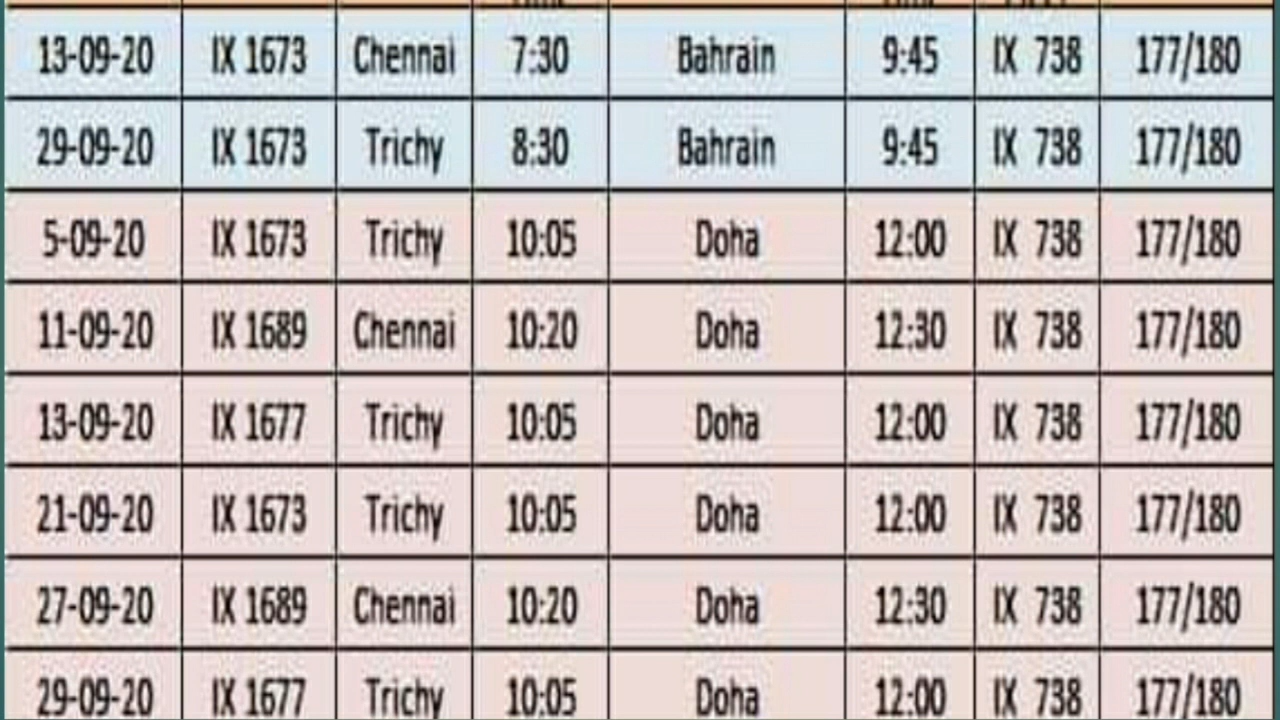 13-09-20 IX 1673 Chennai 7:30 Bahrain 9:45 IX 738 177/180
29-09-20 IX 1673 Trichy 8:30 Bahrain 9:45 IX 738 177/180
5-09-20 IX 1673 Trichy 10:05 Doha 12:00 IX 738 177/180
11-09-20 IX 1689 Chennai 10:20 Doha 12:30 IX 738 177/180
13-09-20 IX 1677 Trichy 10:05 Doha 12:00 IX 738 177/180
21-09-20 IX 1673 Trichy 10:05 Doha 12:00 IX 738 177/180
27-09-20 IX 1689 Chennai 10:20 Doha 12:30 IX 738 177/180
29-09-20 IX 1677 Trichy 10:05 Doha 12:00 IX 738 177/180